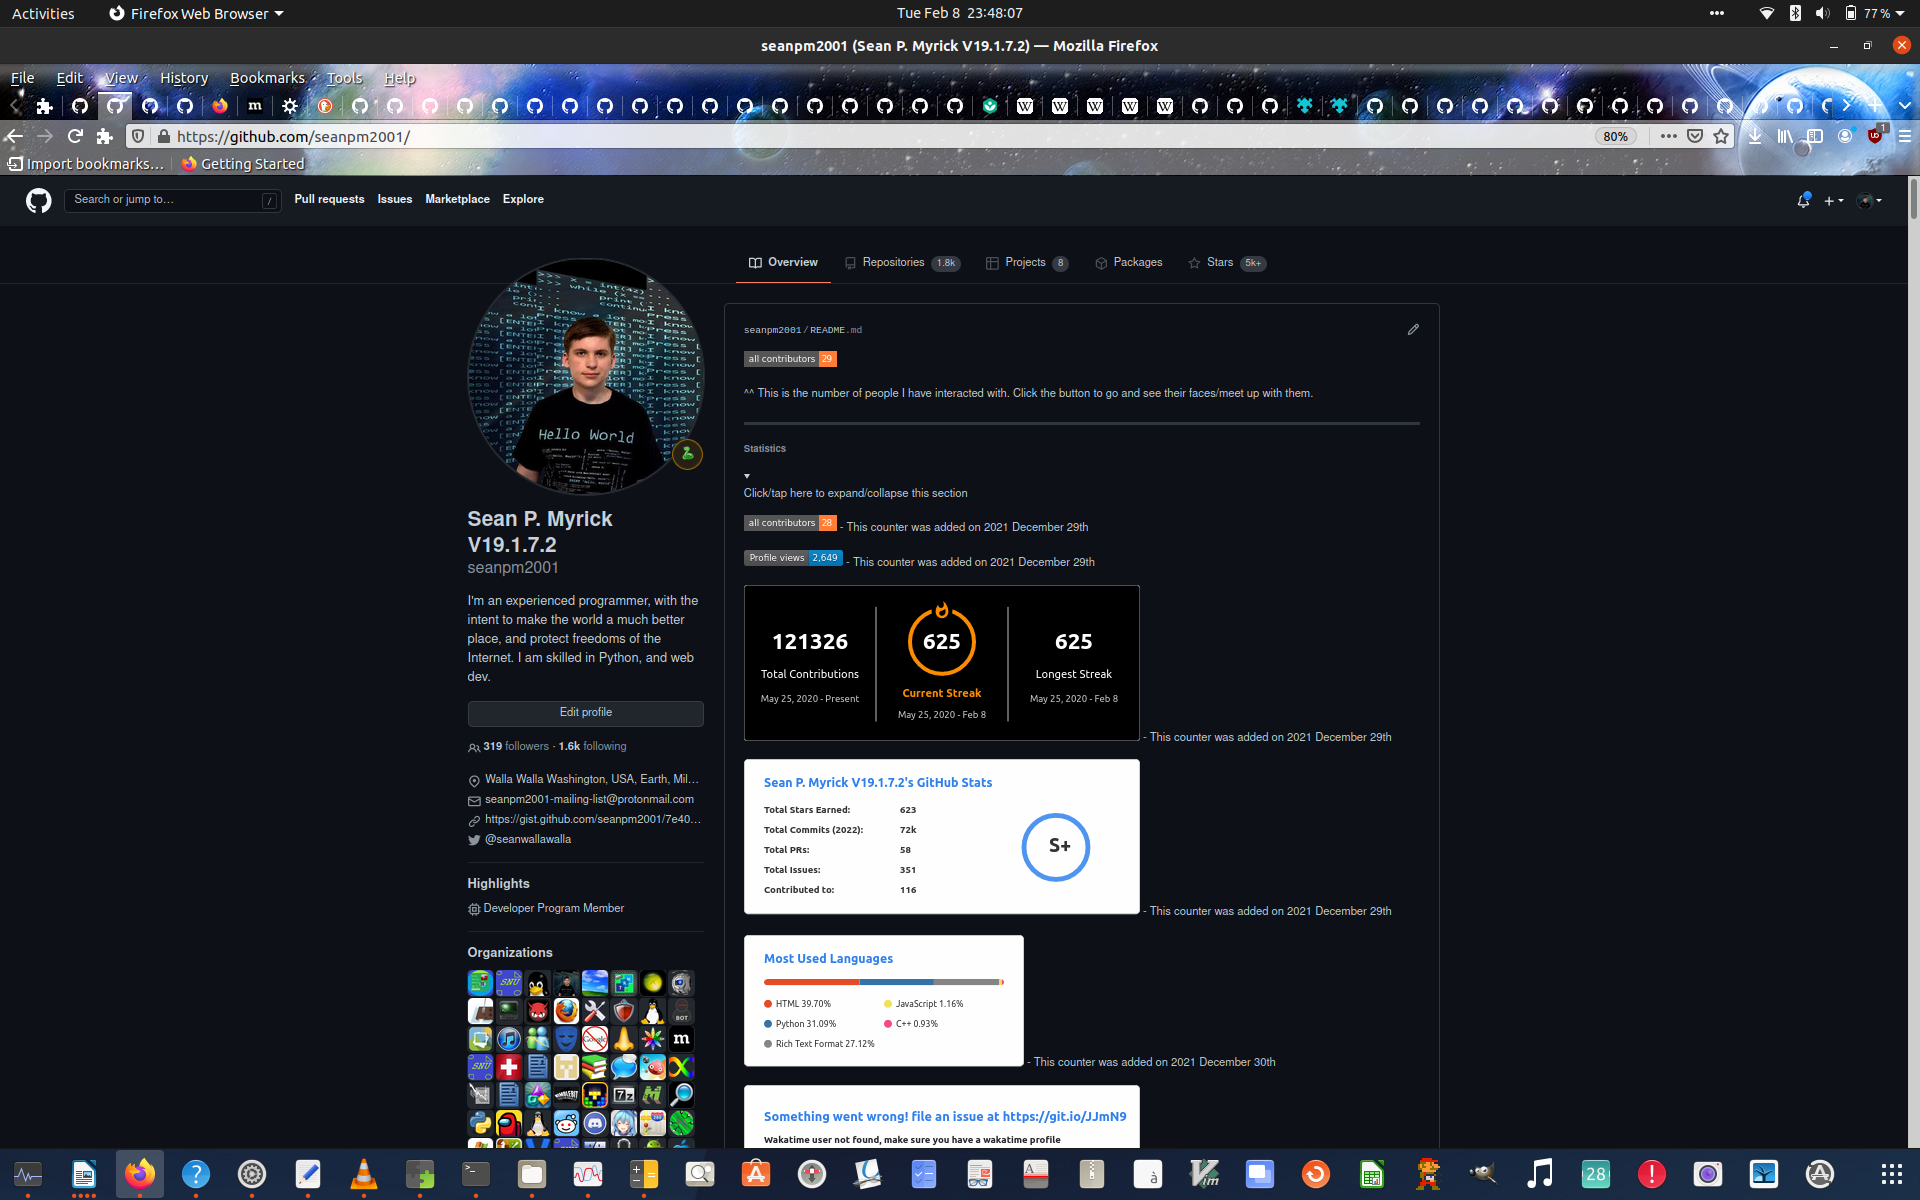 Activities
Firefox Web Browser
Tue Feb 8 23:48:07
77 %
seanpm2001 (Sean P. Myrick V19.1.7.2) — Mozilla Firefox
File Edit View History Bookmarks Tools Help
https://github.com/seanpm2001/
80%
1
Import bookmarks…
Getting Started
Search or jump to…
/
Pull requests
Issues
Marketplace
Explore
Overview
Repositories 1.8k
Projects 8
Packages
Stars 5k+
Hello World
Sean P. Myrick
V19.1.7.2
seanpm2001
I'm an experienced programmer, with the
intent to make the world a much better
place, and protect freedoms of the
Internet. I am skilled in Python, and web
dev.
Edit profile
319 followers · 1.6k following
Walla Walla Washington, USA, Earth, Mil…
seanpm2001-mailing-list@protonmail.com
https://gist.github.com/seanpm2001/7e40…
@seanwallawalla
Highlights
Developer Program Member
Organizations
seanpm2001/README.md
all contributors 29
^^ This is the number of people I have interacted with. Click the button to go and see their faces/meet up with them.
Statistics
Click/tap here to expand/collapse this section
all contributors 28 - This counter was added on 2021 December 29th
Profile views 2,649 - This counter was added on 2021 December 29th
121326
Total Contributions
May 25, 2020 - Present
625
Current Streak
May 25, 2020 - Feb 8
625
Longest Streak
May 25, 2020 - Feb 8
- This counter was added on 2021 December 29th
Sean P. Myrick V19.1.7.2's GitHub Stats
Total Stars Earned: 623
Total Commits (2022): 72k
Total PRs: 58
Total Issues: 351
Contributed to: 116
S+
- This counter was added on 2021 December 29th
Most Used Languages
HTML 39.70%
JavaScript 1.16%
Python 31.09%
C++ 0.93%
Rich Text Format 27.12%
- This counter was added on 2021 December 30th
Something went wrong! file an issue at https://git.io/JJmN9
Wakatime user not found, make sure you have a wakatime profile
28